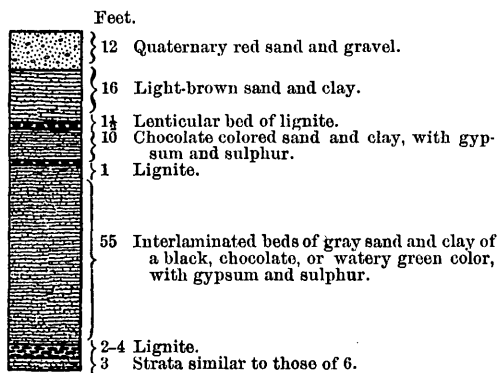 Feet.
12 Quaternary red sand and gravel.
16 Light-brown sand and clay.
1½ Lenticular bed of lignite.
10 Chocolate colored sand and clay, with gyp-
sum and sulphur.
1 Lignite.
55 Interlaminated beds of gray sand and clay of
a black, chocolate, or watery green color,
with gypsum and sulphur.
2-4 Lignite.
3 Strata similar to those of 6.